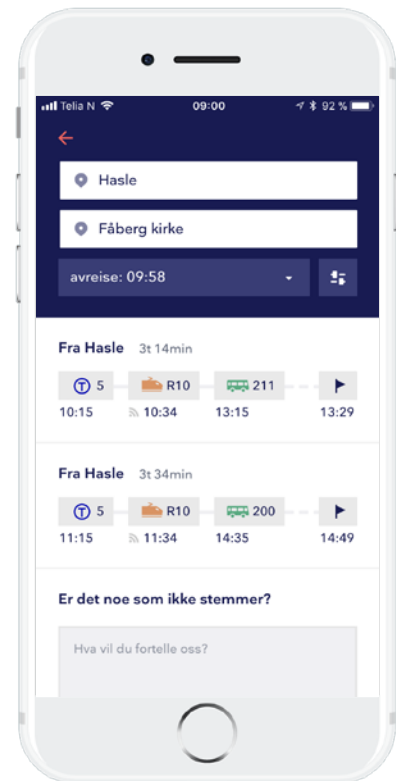 Telia N 09:00 92 %
Hasle
Fåberg kirke
avreise: 09:58
Fra Hasle 3t 14min
T 5 R10 211
10:15 10:34 13:15 13:29
Fra Hasle 3t 34min
T 5 R10 200
11:15 11:34 14:35 14:49
Er det noe som ikke stemmer?
Hva vil du fortelle oss?